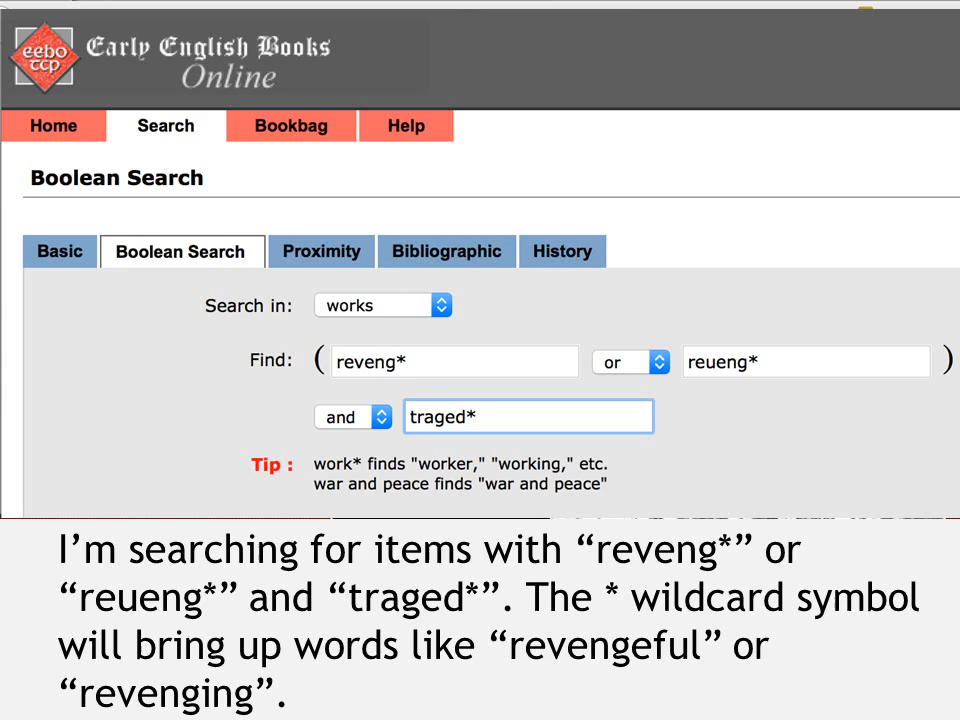 eebo
tcp
Early English Books
Online
Home Search Bookbag Help
Boolean Search
Basic Boolean Search Proximity Bibliographic History
Search in: works
Find: ( reveng* or reueng* )
and traged*
Tip : work* finds "worker," "working," etc.
war and peace finds "war and peace"
I’m searching for items with “reveng*” or
“reueng*” and “traged*”. The * wildcard symbol
will bring up words like “revengeful” or
“revenging”.